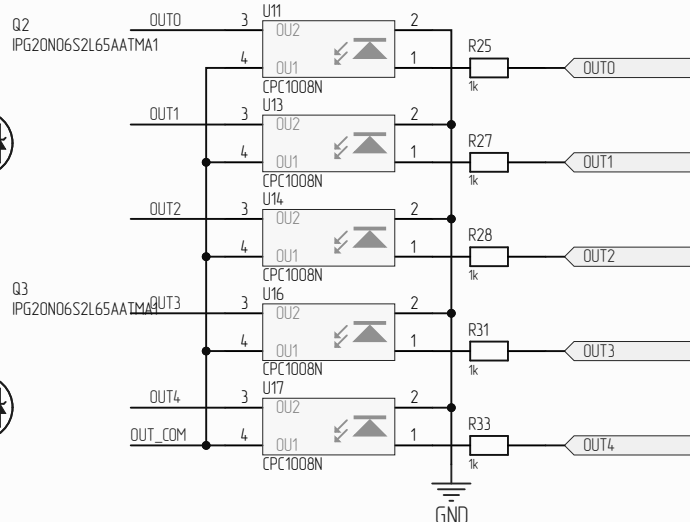 Q2
IPG20N06S2L65AATMA1
OUT0
3
U11
OU2
2
4
OU1
1
CPC1008N
R25
1k
OUT0
OUT1
3
U13
OU2
2
4
OU1
1
CPC1008N
R27
1k
OUT1
OUT2
3
U14
OU2
2
4
OU1
1
CPC1008N
R28
1k
OUT2
Q3
IPG20N06S2L65AATMA1
OUT3
3
U16
OU2
2
4
OU1
1
CPC1008N
R31
1k
OUT3
OUT4
3
U17
OU2
2
OUT_COM
4
OU1
1
CPC1008N
R33
1k
OUT4
GND